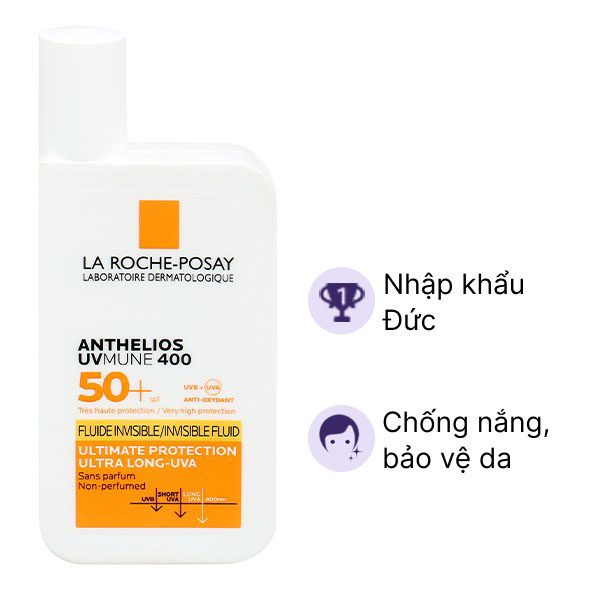 LA ROCHE-POSAY
LABORATOIRE DERMATOLOGIQUE
ANTHELIOS
UVMUNE 400
50+ spf
UVB + UVA
ANTI-OXYDANT
Très haute protection / Very high protection
FLUIDE INVISIBLE/INVISIBLE FLUID
ULTIMATE PROTECTION
ULTRA LONG-UVA
Sans parfum
Non-perfumed
UVB
SHORT
UVA
LONG
UVA
400nm
1
Nhập khẩu
Đức
Chống nắng,
bảo vệ da